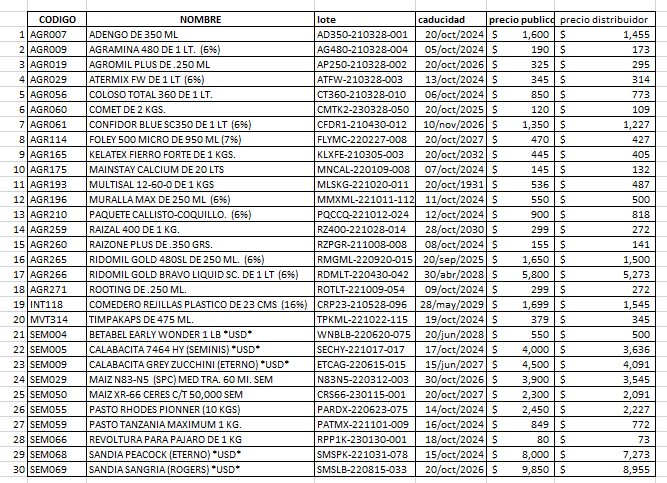 CODIGO NOMBRE lote caducidad precio publico precio distribuidor
1 AGR007 ADENGO DE 350 ML AD350-210328-001 20/oct/2024 $ 1,600 $ 1,455
2 AGR009 AGRAMINA 480 DE 1 LT. (6%) AG480-210328-004 05/oct/2024 $ 190 $ 173
3 AGR019 AGROMIL PLUS DE .250 ML AP250-210328-002 20/oct/2026 $ 325 $ 295
4 AGR029 ATERMIX FW DE 1 LT (6%) ATFW-210328-003 13/oct/2024 $ 345 $ 314
5 AGR056 COLOSO TOTAL 360 DE 1 LT. CT360-210328-010 06/oct/2024 $ 850 $ 773
6 AGR060 COMET DE 2 KGS. CMTK2-230328-050 20/oct/2025 $ 120 $ 109
7 AGR061 CONFIDOR BLUE SC350 DE 1 LT (6%) CFDR1-210430-012 10/nov/2026 $ 1,350 $ 1,227
8 AGR114 FOLEY 500 MICRO DE 950 ML (7%) FLYMC-220227-008 20/oct/2027 $ 470 $ 427
9 AGR165 KELATEX FIERRO FORTE DE 1 KGS. KLXFE-210305-003 20/oct/2032 $ 445 $ 405
10 AGR175 MAINSTAY CALCIUM DE 20 LTS MNCAL-220109-008 07/oct/2024 $ 145 $ 132
11 AGR193 MULTISAL 12-60-0 DE 1 KGS MLSKG-221020-011 20/oct/1931 $ 536 $ 487
12 AGR196 MURALLA MAX DE 250 ML (6%) MMXML-221011-112 11/oct/2024 $ 550 $ 500
13 AGR210 PAQUETE CALLISTO-COQUILLO. (6%) PQCCQ-221012-024 12/oct/2024 $ 900 $ 818
14 AGR259 RAIZAL 400 DE 1 KG. RZ400-221028-014 28/oct/2030 $ 299 $ 272
15 AGR260 RAIZONE PLUS DE .350 GRS. RZPGR-211008-008 08/oct/2024 $ 155 $ 141
16 AGR265 RIDOMIL GOLD 480SL DE 250 ML. (6%) RMGML-220920-015 20/sep/2025 $ 1,650 $ 1,500
17 AGR266 RIDOMIL GOLD BRAVO LIQUID SC. DE 1 LT (6%) RDMLT-220430-042 30/abr/2028 $ 5,800 $ 5,273
18 AGR271 ROOTING DE .250 ML. ROTLT-221009-054 09/oct/2024 $ 299 $ 272
19 INT118 COMEDERO REJILLAS PLASTICO DE 23 CMS (16%) CRP23-210528-096 28/may/2029 $ 1,699 $ 1,545
20 MVT314 TIMPAKAPS DE 475 ML. TPKML-221022-115 19/oct/2024 $ 379 $ 345
21 SEM004 BETABEL EARLY WONDER 1 LB *USD* WNBLB-220620-075 20/jun/2028 $ 550 $ 500
22 SEM005 CALABACITA 7464 HY (SEMINIS) *USD* SECHY-221017-017 17/oct/2024 $ 4,000 $ 3,636
23 SEM009 CALABACITA GREY ZUCCHINI (ETERNO) *USD* ETCAG-220615-015 15/jun/2027 $ 4,500 $ 4,091
24 SEM029 MAIZ N83-N5 (SPC) MED TRA. 60 MI. SEM N83N5-220312-003 30/oct/2026 $ 3,900 $ 3,545
25 SEM050 MAIZ XR-66 CERES C/T 50,000 SEM CRS66-230115-001 20/oct/2027 $ 2,300 $ 2,091
26 SEM055 PASTO RHODES PIONNER (10 KGS) PARDX-220623-075 14/oct/2024 $ 2,450 $ 2,227
27 SEM059 PASTO TANZANIA MAXIMUM 1 KG. PATMX-221101-009 16/oct/2024 $ 849 $ 772
28 SEM066 REVOLTURA PARA PAJARO DE 1 KG RPP1K-230130-001 18/oct/2024 $ 80 $ 73
29 SEM068 SANDIA PEACOCK (ETERNO) *USD* SMSPK-221031-078 15/oct/2024 $ 8,000 $ 7,273
30 SEM069 SANDIA SANGRIA (ROGERS) *USD* SMSLB-220815-033 20/oct/2026 $ 9,850 $ 8,955